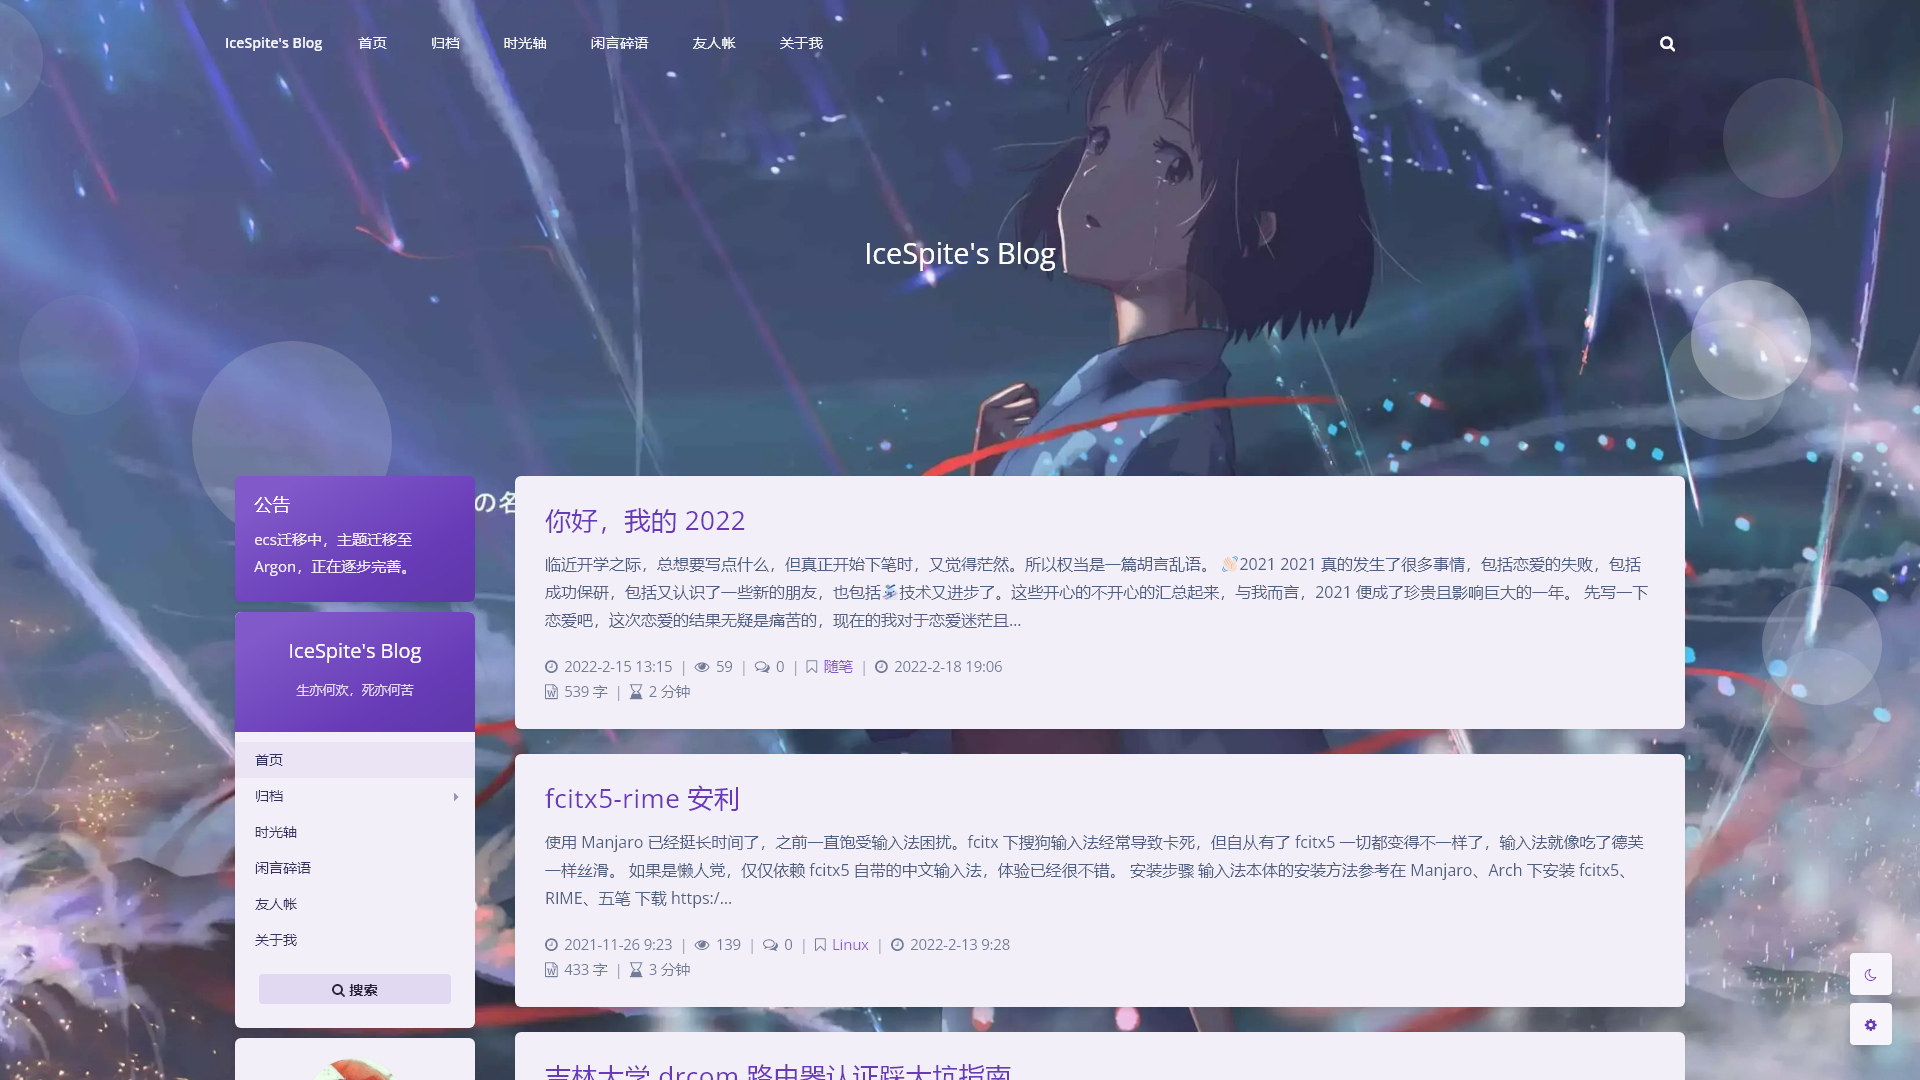 IceSpite's Blog 首页 归档 时光轴 闲言碎语 友人帐 关于我
IceSpite's Blog
の名
公告
ecs迁移中，主题迁移至
Argon，正在逐步完善。
IceSpite's Blog
生亦何欢，死亦何苦
首页
归档
时光轴
闲言碎语
友人帐
关于我
搜索
你好，我的 2022
临近开学之际，总想要写点什么，但真正开始下笔时，又觉得茫然。所以权当是一篇胡言乱语。 👋🏻2021 2021 真的发生了很多事情，包括恋爱的失败，包括
成功保研，包括又认识了一些新的朋友，也包括🏂技术又进步了。这些开心的不开心的汇总起来，与我而言，2021 便成了珍贵且影响巨大的一年。 先写一下
恋爱吧，这次恋爱的结果无疑是痛苦的，现在的我对于恋爱迷茫且...
2022-2-15 13:15 | 59 | 0 | 随笔 | 2022-2-18 19:06
539 字 | 2 分钟
fcitx5-rime 安利
使用 Manjaro 已经挺长时间了，之前一直饱受输入法困扰。fcitx 下搜狗输入法经常导致卡死，但自从有了 fcitx5 一切都变得不一样了，输入法就像吃了德芙
一样丝滑。 如果是懒人党，仅仅依赖 fcitx5 自带的中文输入法，体验已经很不错。 安装步骤 输入法本体的安装方法参考在 Manjaro、Arch 下安装 fcitx5、
RIME、五笔 下载 https:/...
2021-11-26 9:23 | 139 | 0 | Linux | 2022-2-13 9:28
433 字 | 3 分钟
吉林大学 drcom 路由器认证踩大坑指南